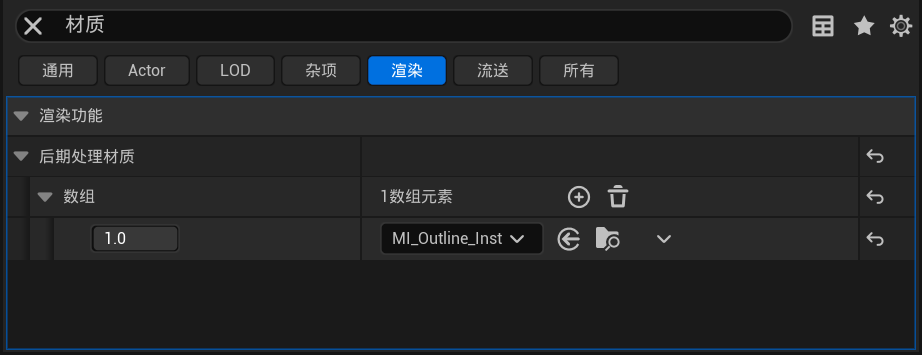 材质
通用 Actor LOD 杂项 渲染 流送 所有
渲染功能
后期处理材质
数组 1数组元素
1.0 MI_Outline_Inst